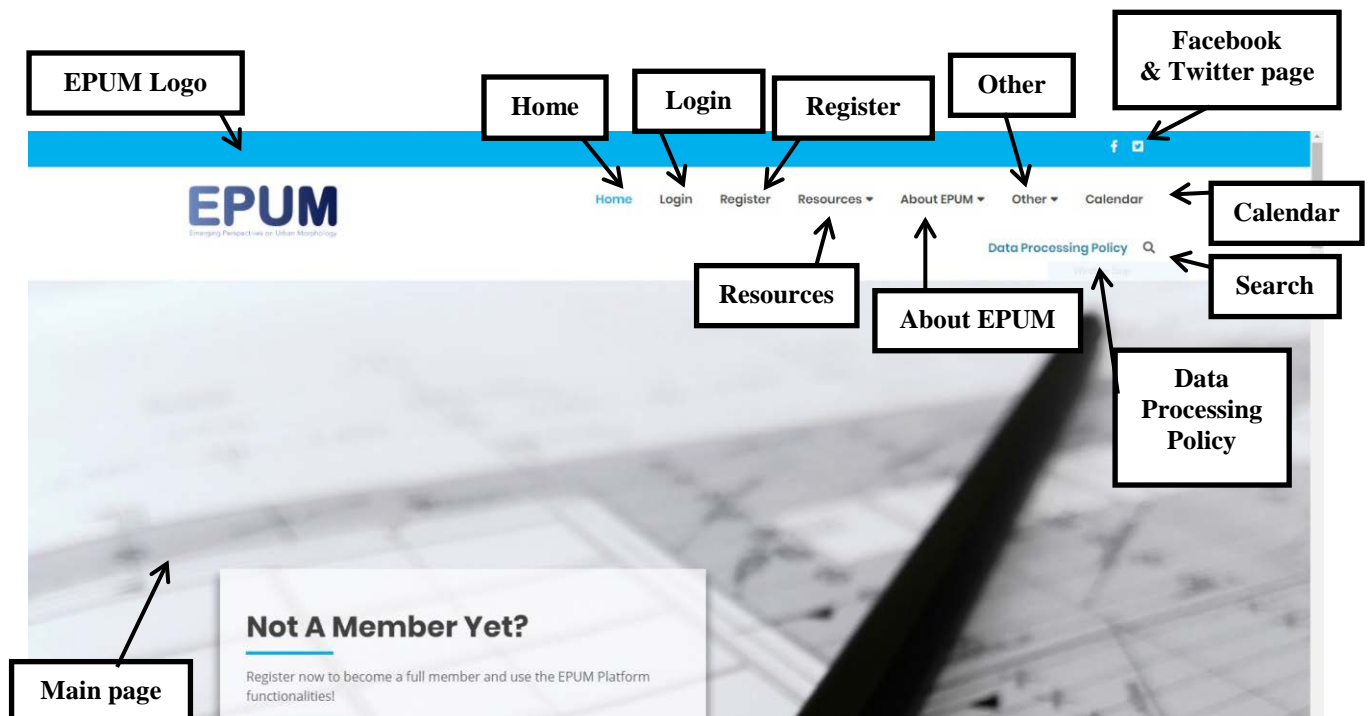 Facebook
& Twitter page
EPUM Logo
Home
Login
Register
Other
EPUM
Emerging Perspectives on Urban Morphology
Home Login Register Resources About EPUM Other Calendar
Calendar
Data Processing Policy
Resources
About EPUM
Search
Data
Processing
Policy
Not A Member Yet?
Register now to become a full member and use the EPUM Platform
functionalities!
Main page